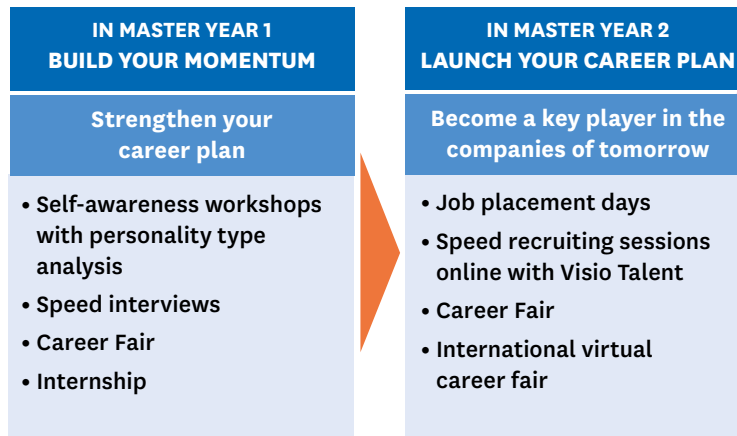 IN MASTER YEAR 1
BUILD YOUR MOMENTUM
Strengthen your
career plan
• Self-awareness workshops
with personality type
analysis
• Speed interviews
• Career Fair
• Internship
IN MASTER YEAR 2
LAUNCH YOUR CAREER PLAN
Become a key player in the
companies of tomorrow
• Job placement days
• Speed recruiting sessions
online with Visio Talent
• Career Fair
• International virtual
career fair